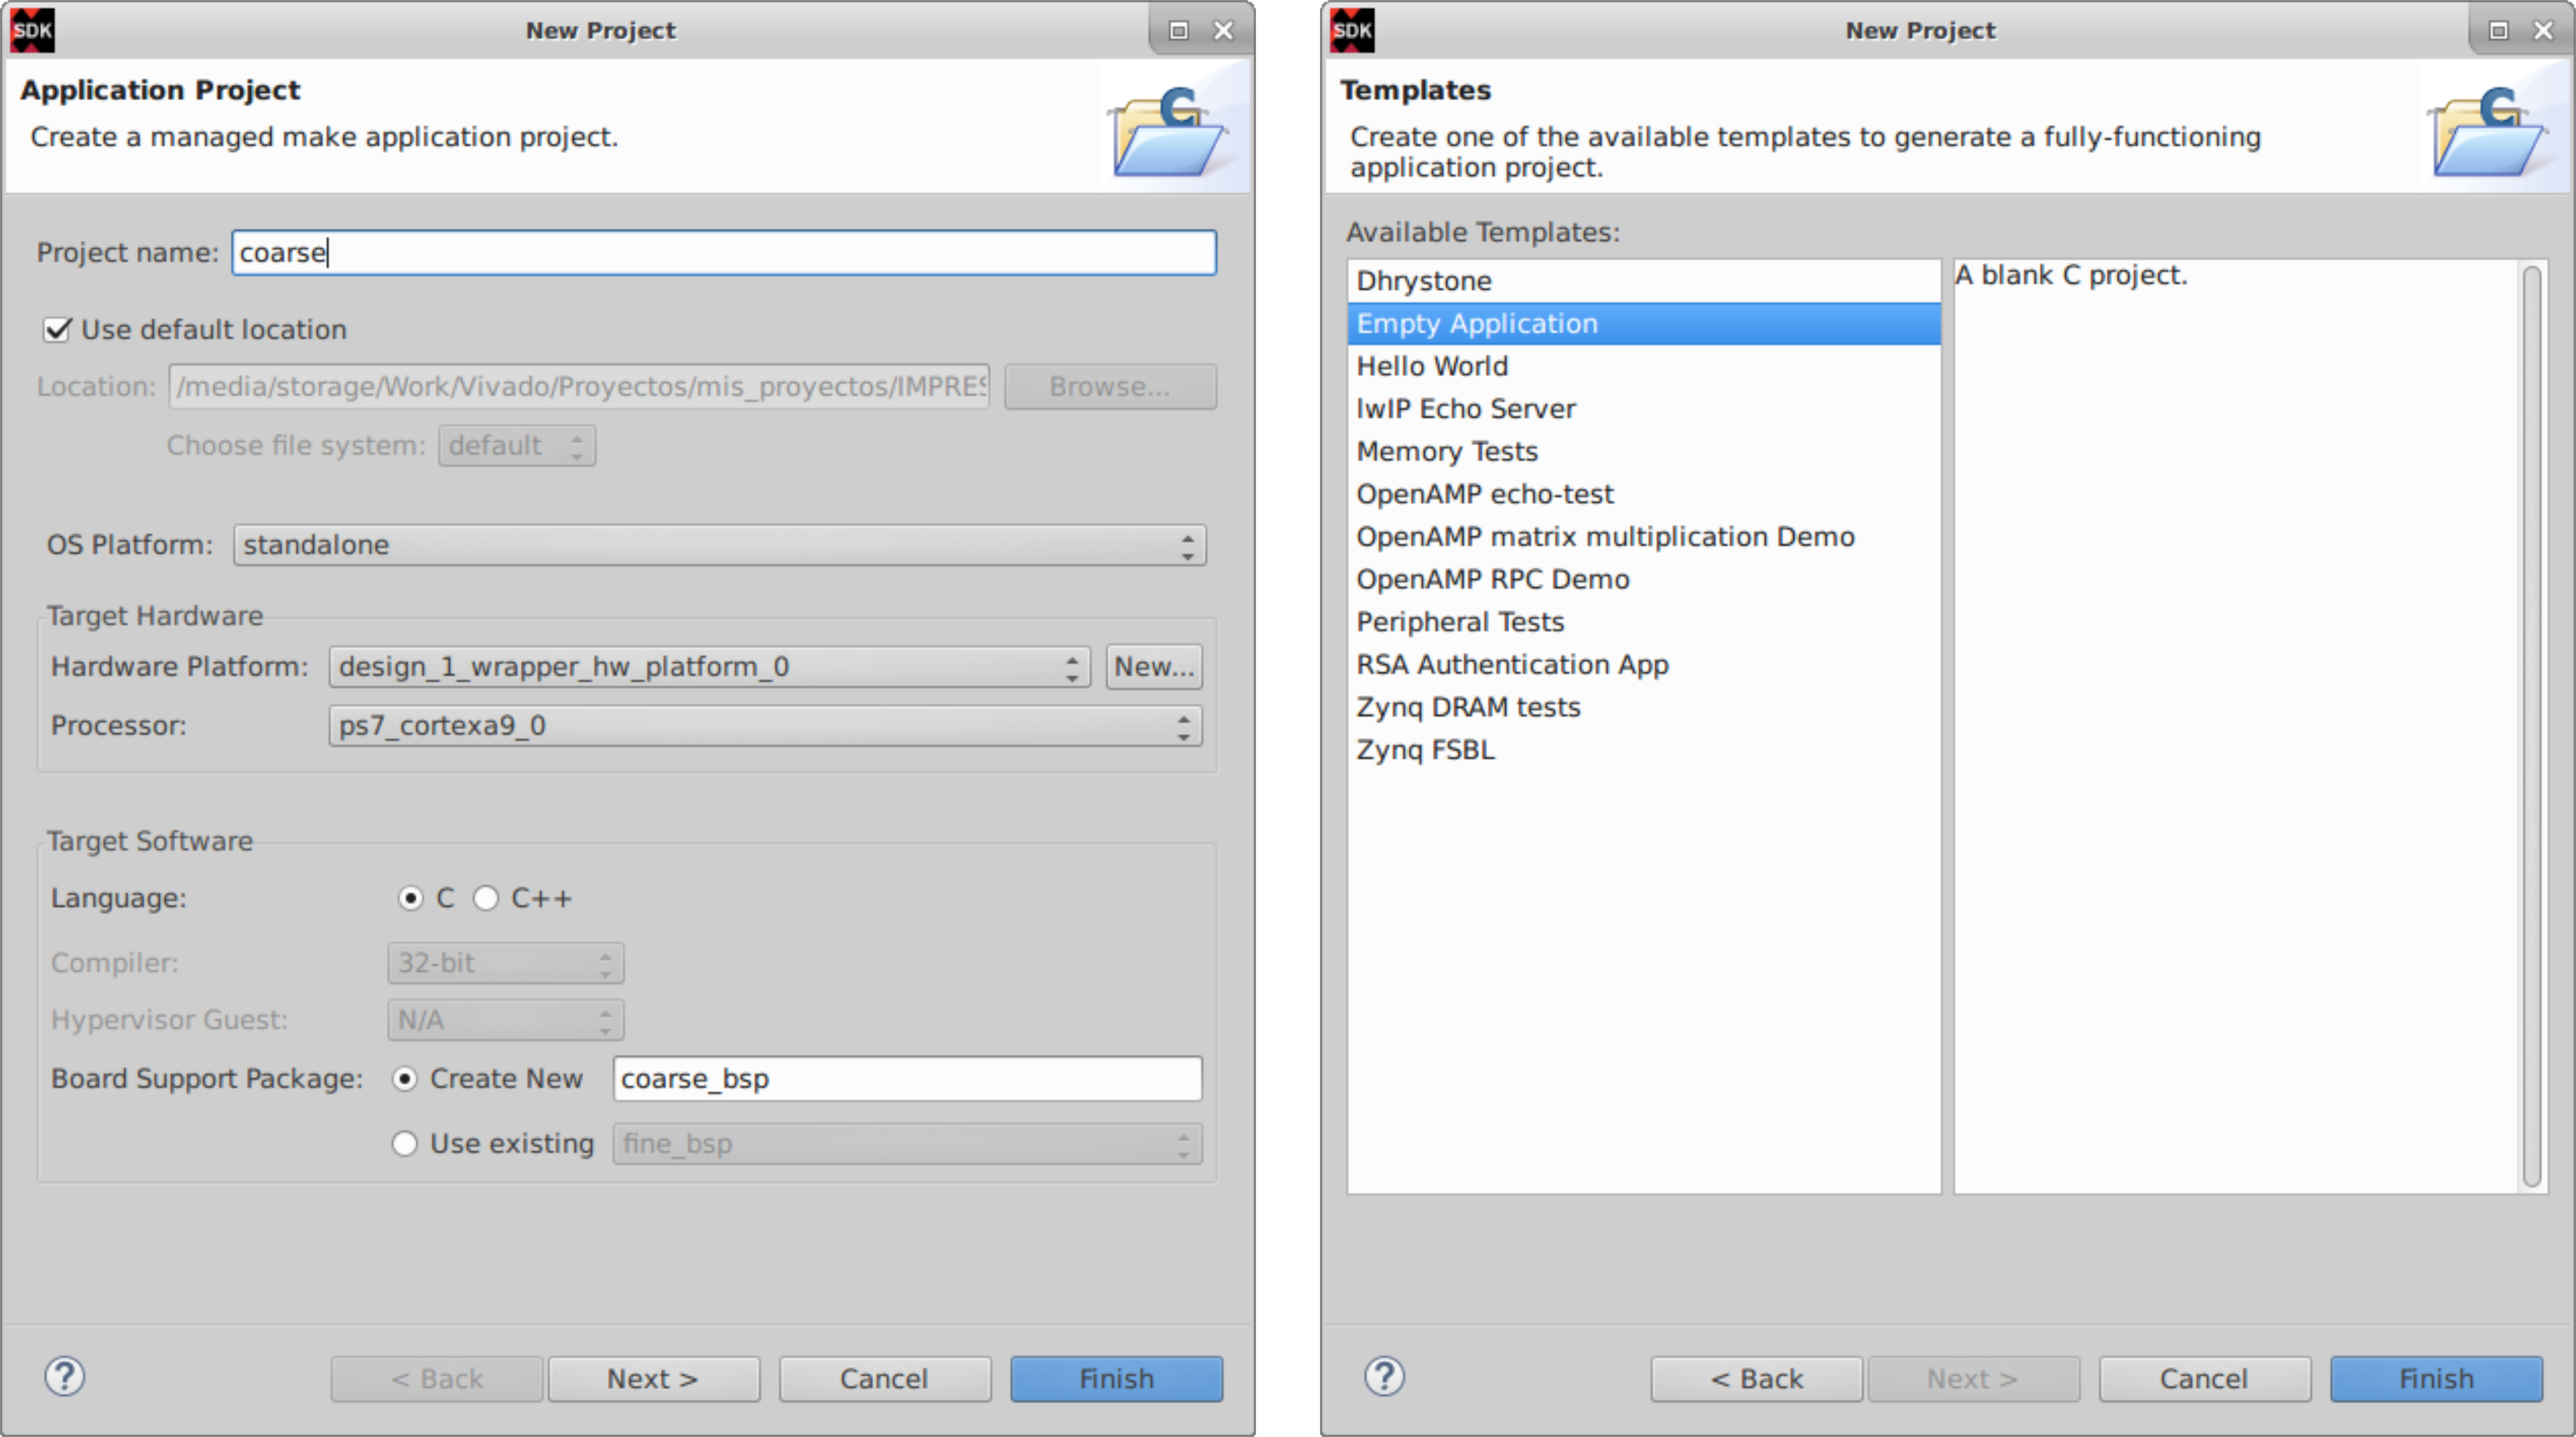 SDK
New Project
Application Project
Create a managed make application project.
Project name: coarse
Use default location
Location: /media/storage/Work/Vivado/Proyectos/mis_proyectos/IMPRES Browse...
Choose file system: default
OS Platform: standalone
Target Hardware
Hardware Platform: design_1_wrapper_hw_platform_0 New...
Processor: ps7_cortexa9_0
Target Software
Language: C C++
Compiler: 32-bit
Hypervisor Guest: N/A
Board Support Package: Create New coarse_bsp
Use existing fine_bsp
? < Back Next > Cancel Finish
SDK
New Project
Templates
Create one of the available templates to generate a fully-functioning
application project.
Available Templates:
Dhrystone
Empty Application
Hello World
lwIP Echo Server
Memory Tests
OpenAMP echo-test
OpenAMP matrix multiplication Demo
OpenAMP RPC Demo
Peripheral Tests
RSA Authentication App
Zynq DRAM tests
Zynq FSBL
A blank C project.
? < Back Next > Cancel Finish